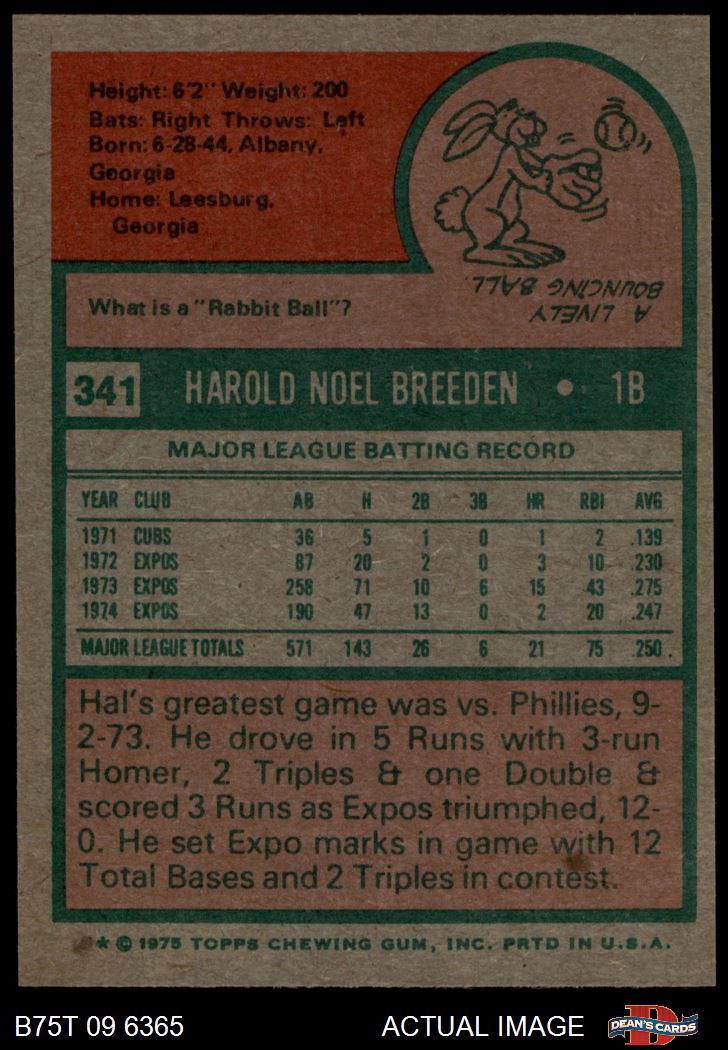 Height: 6'2" Weight: 200
Bats: Right Throws: Left
Born: 6-28-44, Albany,
Georgia
Home: Leesburg,
Georgia
What is a "Rabbit Ball"?
A LIVELY
BOUNCING BALL.
341 HAROLD NOEL BREEDEN • 1B
MAJOR LEAGUE BATTING RECORD
YEAR CLUB AB H 2B 3B HR RBI AVG
1971 CUBS 36 5 1 0 1 2 .139
1972 EXPOS 87 20 2 0 3 10 .230
1973 EXPOS 258 71 10 6 15 43 .275
1974 EXPOS 190 47 13 0 2 20 .247
MAJOR LEAGUE TOTALS 571 143 26 6 21 75 .250
Hal's greatest game was vs. Phillies, 9-
2-73. He drove in 5 Runs with 3-run
Homer, 2 Triples & one Double &
scored 3 Runs as Expos triumphed, 12-
0. He set Expo marks in game with 12
Total Bases and 2 Triples in contest.
* © 1975 TOPPS CHEWING GUM, INC. PRTD IN U.S.A.
B75T 09 6365 ACTUAL IMAGE DEAN'S CARDS